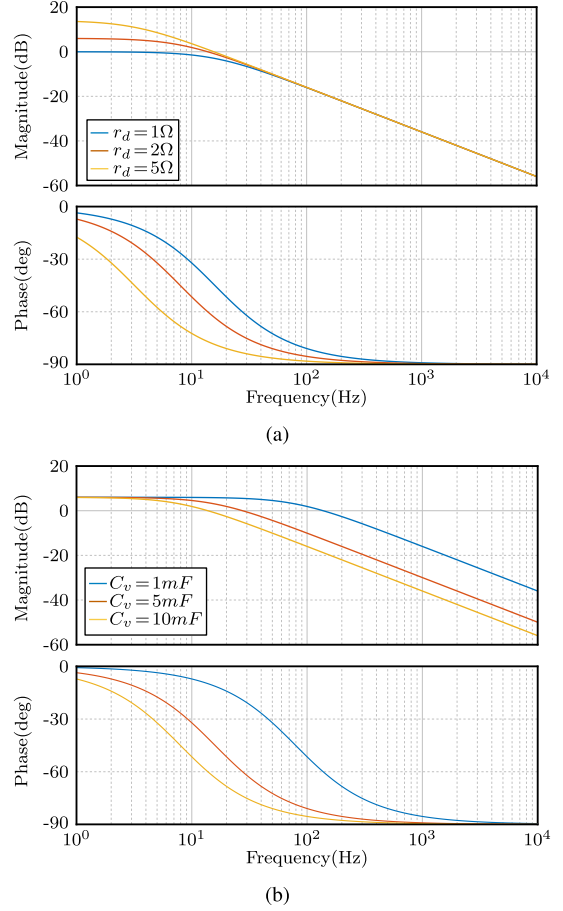 20
0
-20
-40
-60
Magnitude(dB)
r_d=1Ω
r_d=2Ω
r_d=5Ω
0
-30
-60
-90
Phase(deg)
10^0 10^1 10^2 10^3 10^4
Frequency(Hz)
(a)
20
0
-20
-40
-60
Magnitude(dB)
C_v=1mF
C_v=5mF
C_v=10mF
0
-30
-60
-90
Phase(deg)
10^0 10^1 10^2 10^3 10^4
Frequency(Hz)
(b)